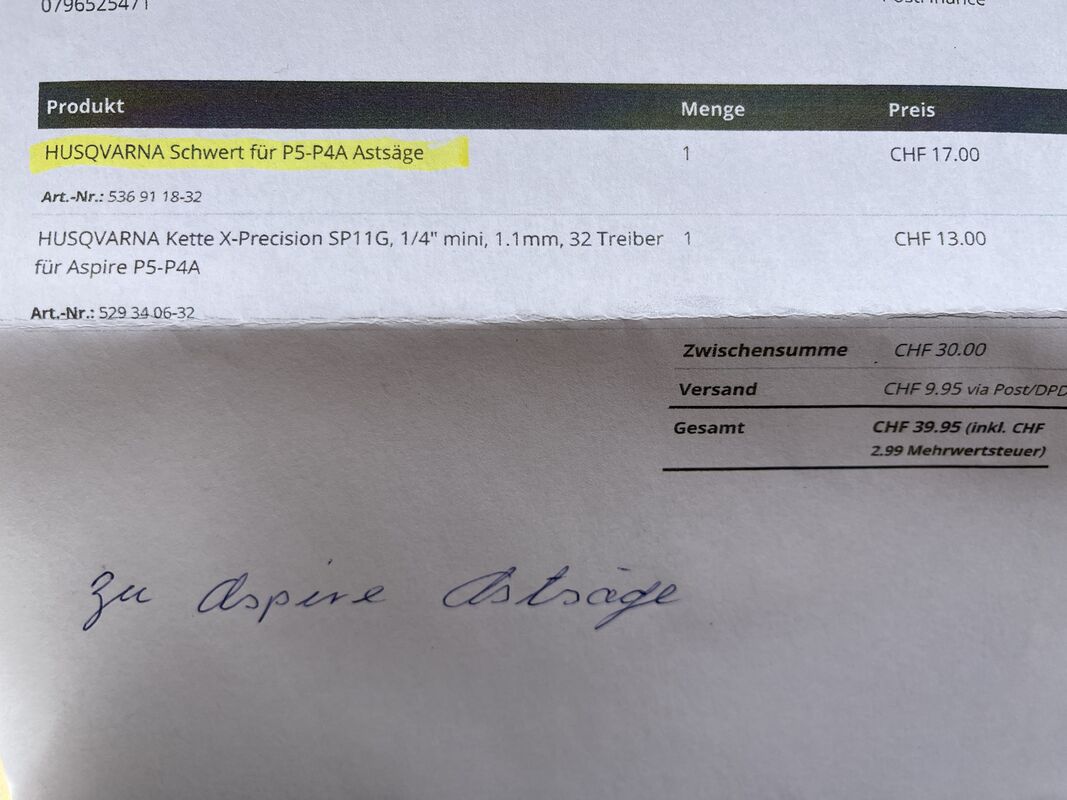 0796525471
Produkt Menge Preis
HUSQVARNA Schwert für P5-P4A Astsäge 1 CHF 17.00
Art.-Nr.: 536 91 18-32
HUSQVARNA Kette X-Precision SP11G, 1/4" mini, 1.1mm, 32 Treiber 1 CHF 13.00
für Aspire P5-P4A
Art.-Nr.: 529 34 06-32
Zwischensumme CHF 30.00
Versand CHF 9.95 via Post/DPD
Gesamt CHF 39.95 (inkl. CHF
2.99 Mehrwertsteuer)
zu Aspire Astsäge